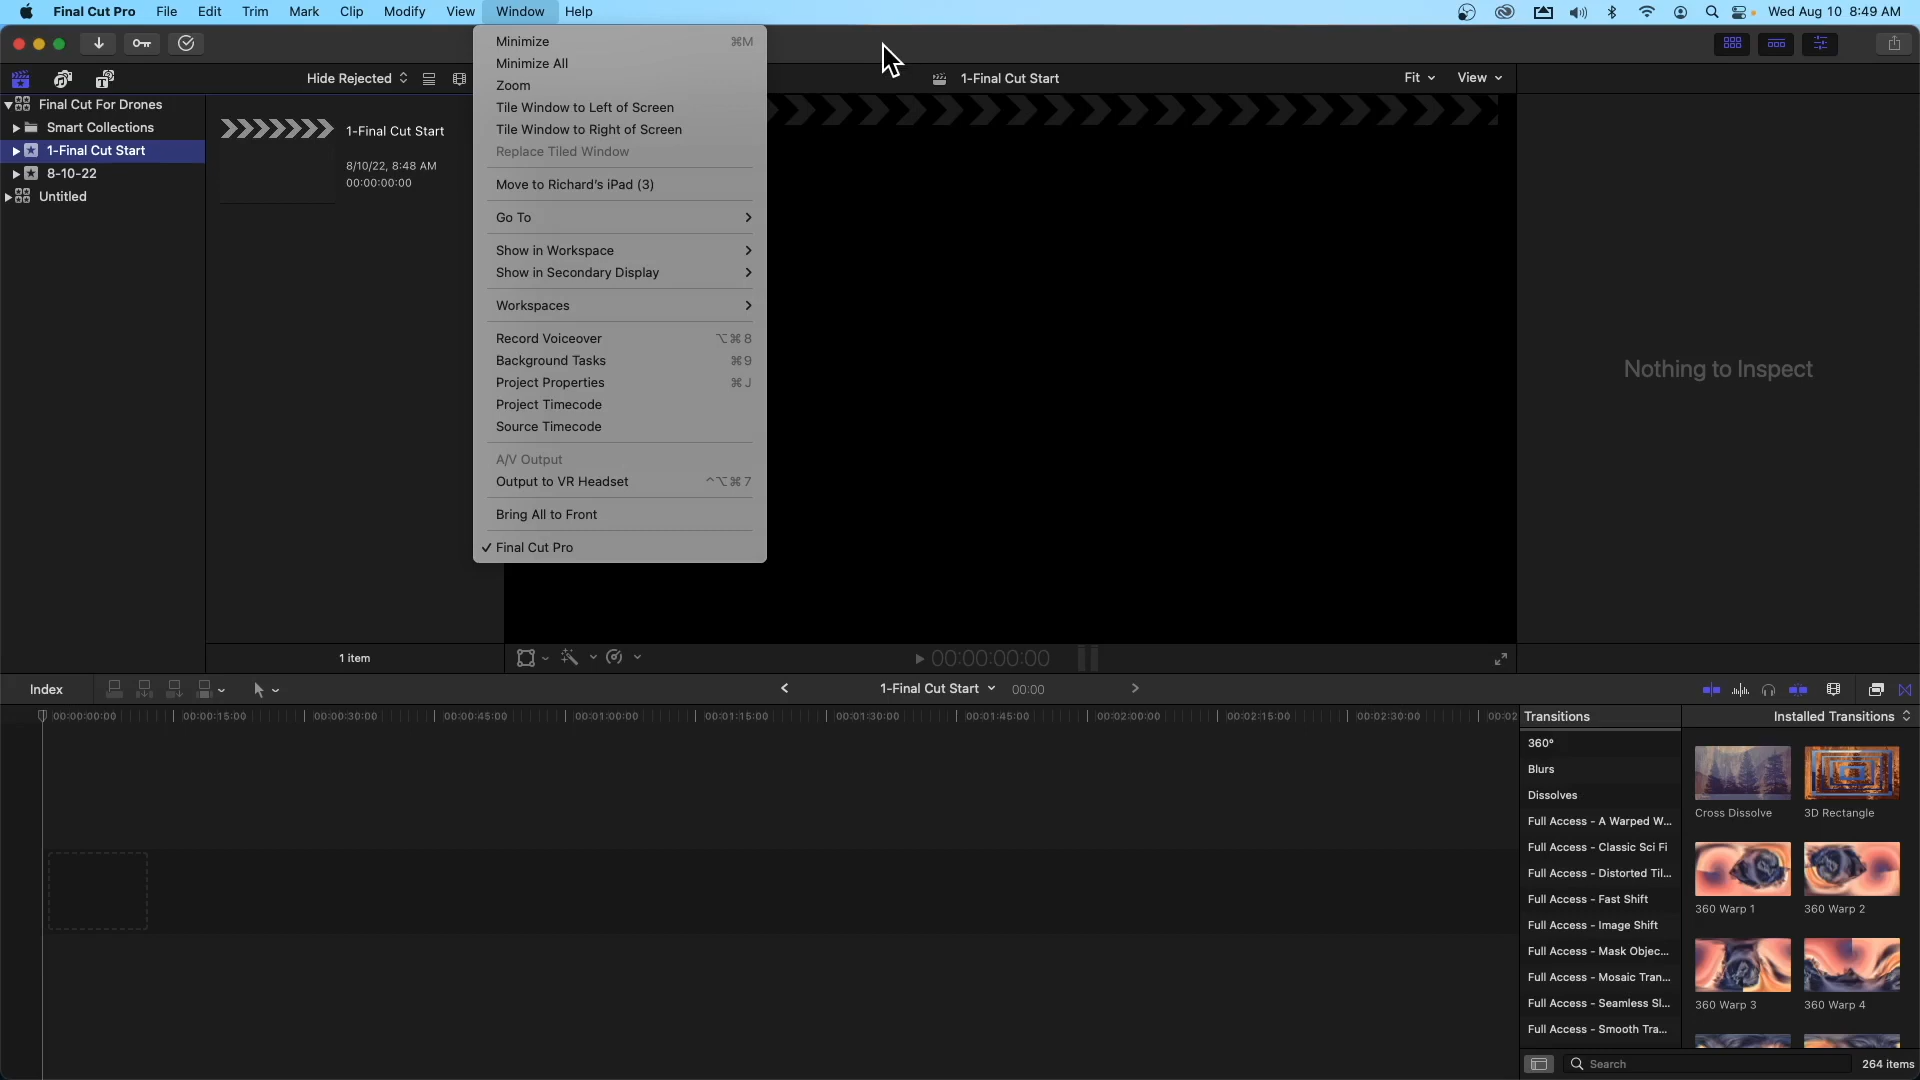 Final Cut Pro File Edit Trim Mark Clip Modify View Window Help Wed Aug 10 8:49 AM
Minimize ⌘M
Minimize All
Zoom
Tile Window to Left of Screen
Tile Window to Right of Screen
Replace Tiled Window
Move to Richard's iPad (3)
Go To
Show in Workspace
Show in Secondary Display
Workspaces
Record Voiceover ⌥⌘8
Background Tasks ⌘9
Project Properties ⌘J
Project Timecode
Source Timecode
A/V Output
Output to VR Headset ^⌥⌘7
Bring All to Front
✓ Final Cut Pro
Hide Rejected
1-Final Cut Start Fit View
Final Cut For Drones
Smart Collections
1-Final Cut Start
8-10-22
Untitled
1-Final Cut Start
8/10/22, 8:48 AM
00:00:00:00
1 item
00:00:00:00
Nothing to Inspect
Index 1-Final Cut Start 00:00
00:00:00:00 00:00:15:00 00:00:30:00 00:00:45:00 00:01:00:00 00:01:15:00 00:01:30:00 00:01:45:00 00:02:00:00 00:02:15:00 00:02:30:00 00:02
Transitions Installed Transitions
360°
Blurs
Dissolves
Full Access - A Warped W...
Full Access - Classic Sci Fi
Full Access - Distorted Til...
Full Access - Fast Shift
Full Access - Image Shift
Full Access - Mask Objec...
Full Access - Mosaic Tran...
Full Access - Seamless Sl...
Full Access - Smooth Tra...
Cross Dissolve 3D Rectangle
360 Warp 1 360 Warp 2
360 Warp 3 360 Warp 4
Search 264 items